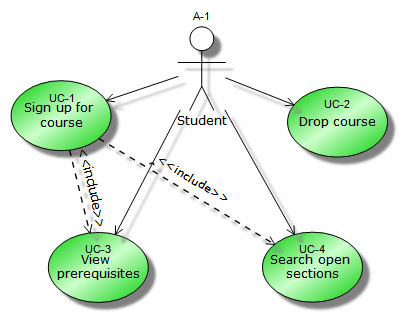 A-1
UC-1
Sign up for
course
UC-2
Drop course
Student
<<include>>
<<include>>
UC-3
View
prerequisites
UC-4
Search open
sections